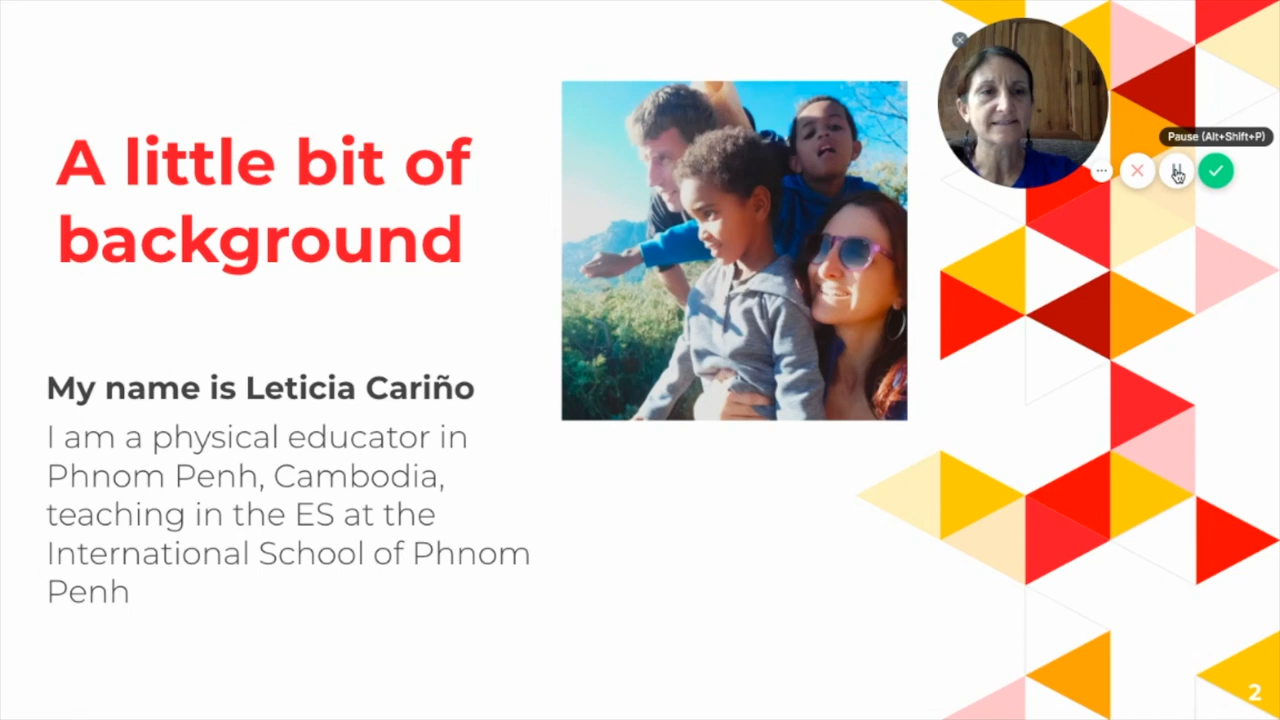 A little bit of
background
My name is Leticia Cariño
I am a physical educator in
Phnom Penh, Cambodia,
teaching in the ES at the
International School of Phnom
Penh
Pause (Alt+Shift+P)
2